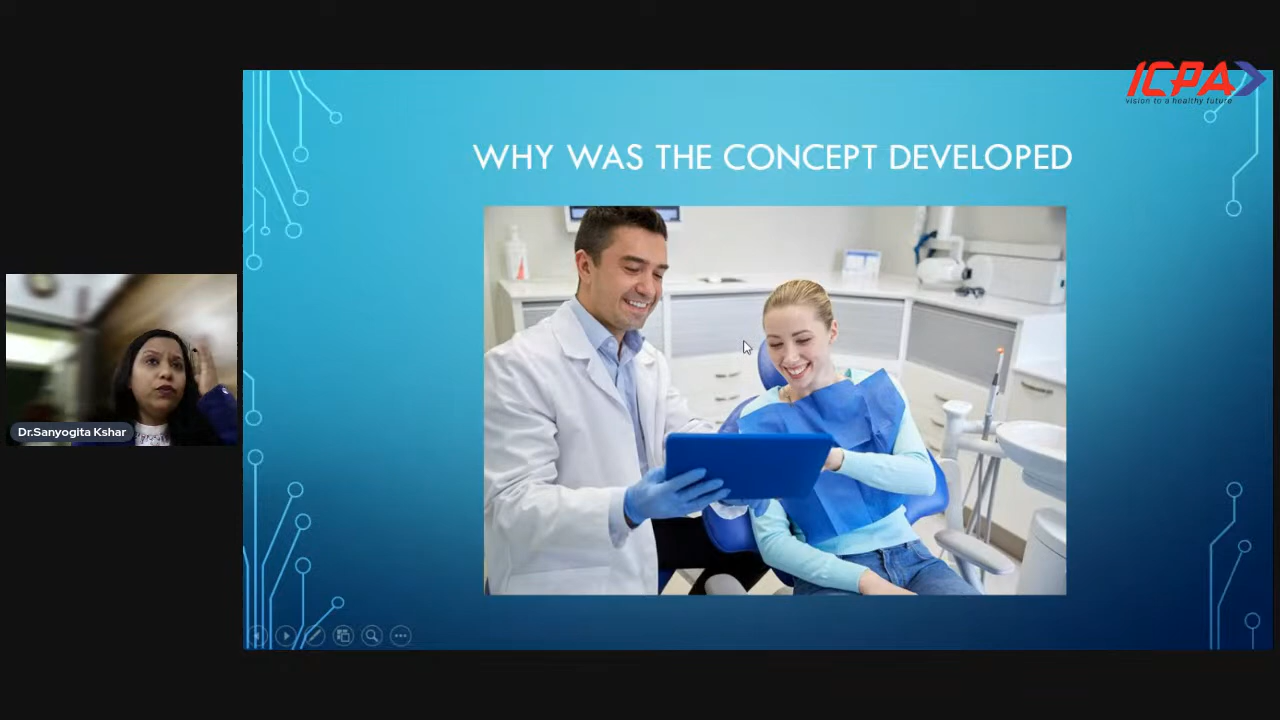 ICPA
vision to a healthy future
WHY WAS THE CONCEPT DEVELOPED
Dr.Sanyogita Kshar